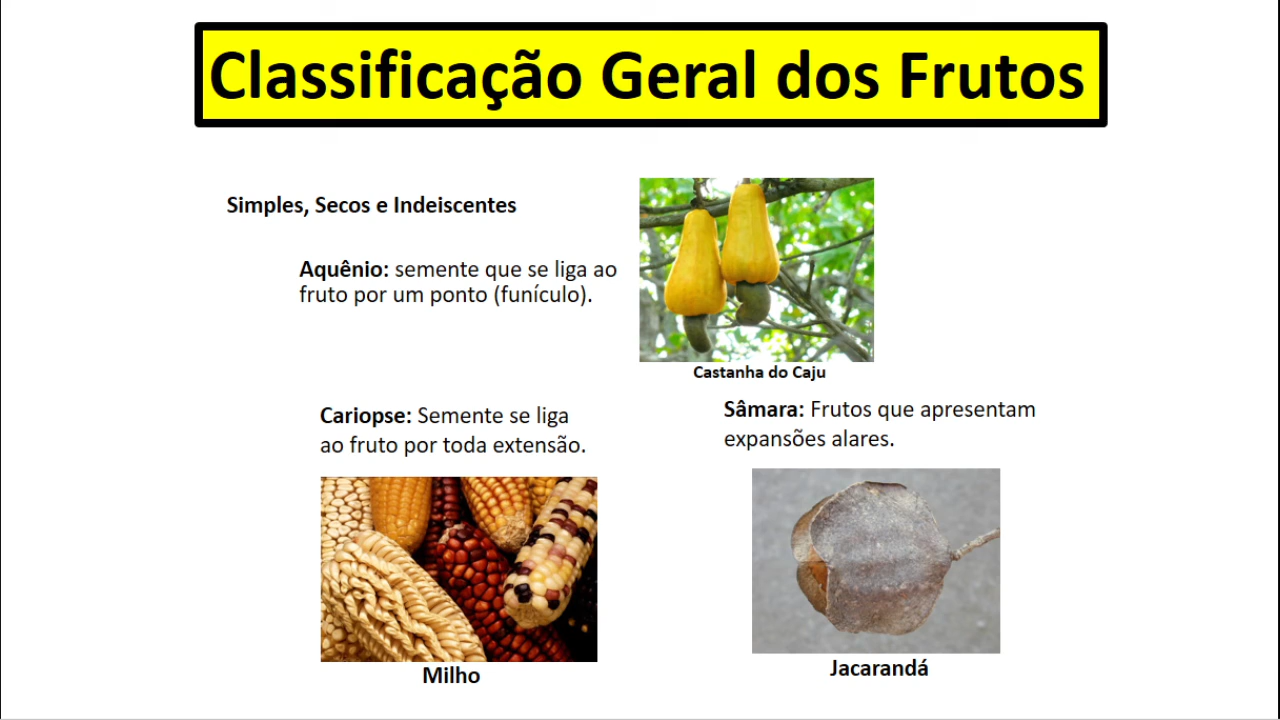 Classificação Geral dos Frutos
Simples, Secos e Indeiscentes
Aquênio: semente que se liga ao
fruto por um ponto (funículo).
Castanha do Caju
Cariopse: Semente se liga
ao fruto por toda extensão.
Milho
Sâmara: Frutos que apresentam
expansões alares.
Jacarandá